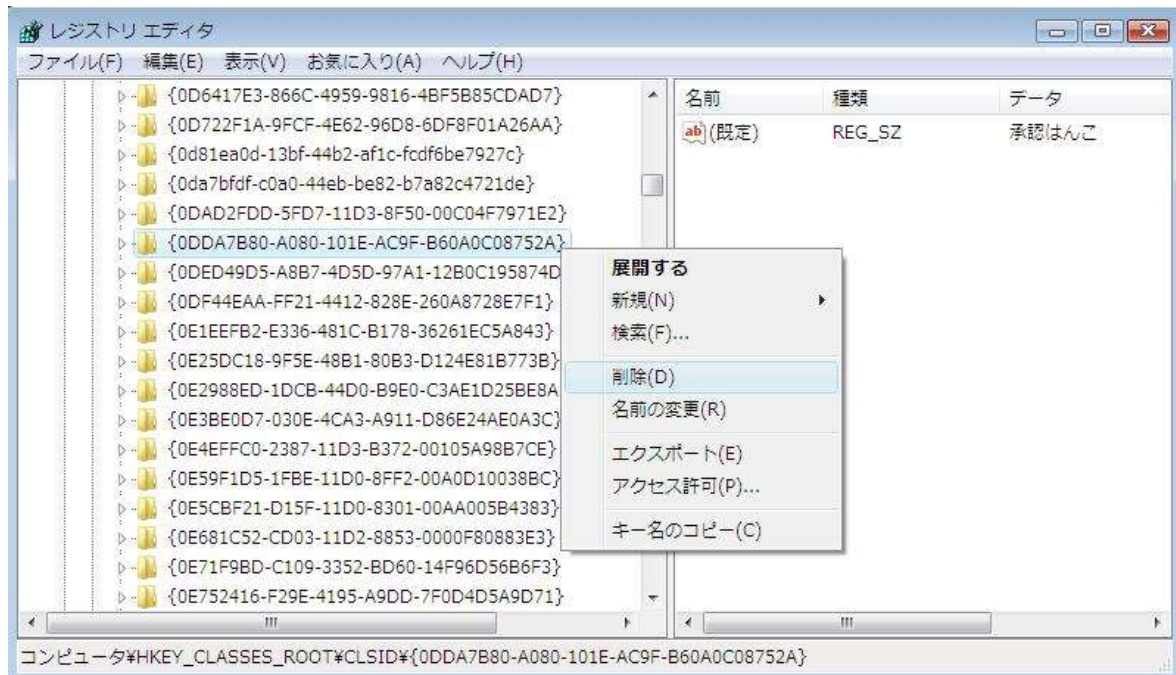 レジストリ エディタ
ファイル(F) 編集(E) 表示(V) お気に入り(A) ヘルプ(H)
{0D6417E3-866C-4959-9816-4BF5B85CDAD7}
{0D722F1A-9FCF-4E62-96D8-6DF8F01A26AA}
{0d81ea0d-13bf-44b2-af1c-fcdf6be7927c}
{0da7bfdf-c0a0-44eb-be82-b7a82c4721de}
{0DAD2FDD-5FD7-11D3-8F50-00C04F7971E2}
{0DDA7B80-A080-101E-AC9F-B60A0C08752A}
{0DED49D5-A8B7-4D5D-97A1-12B0C195874D
{0DF44EAA-FF21-4412-828E-260A8728E7F1}
{0E1EEFB2-E336-481C-B178-36261EC5A843}
{0E25DC18-9F5E-48B1-80B3-D124E81B773B}
{0E2988ED-1DCB-44D0-B9E0-C3AE1D25BE8A
{0E3BE0D7-030E-4CA3-A911-D86E24AE0A3C}
{0E4EFFC0-2387-11D3-B372-00105A98B7CE}
{0E59F1D5-1FBE-11D0-8FF2-00A0D10038BC}
{0E5CBF21-D15F-11D0-8301-00AA005B4383}
{0E681C52-CD03-11D2-8853-0000F80883E3}
{0E71F9BD-C109-3352-BD60-14F96D56B6F3}
{0E752416-F29E-4195-A9DD-7F0D4D5A9D71}
名前 種類 データ
ab (既定) REG_SZ 承認はんこ
展開する
新規(N)
検索(F)...
削除(D)
名前の変更(R)
エクスポート(E)
アクセス許可(P)...
キー名のコピー(C)
コンピュータ¥HKEY_CLASSES_ROOT¥CLSID¥{0DDA7B80-A080-101E-AC9F-B60A0C08752A}